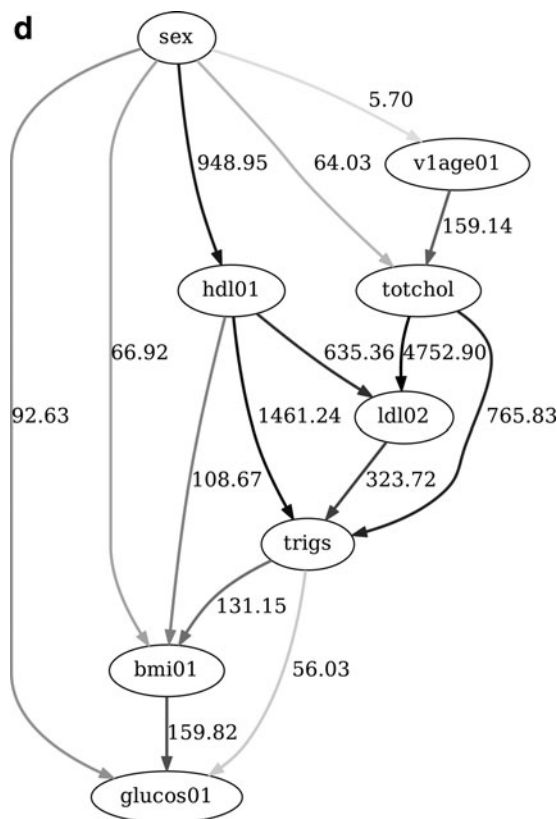 d
sex
5.70
948.95
64.03
v1age01
159.14
hdl01
totchol
66.92
635.36
4752.90
92.63
1461.24
ldl02
765.83
108.67
323.72
trigs
131.15
bmi01
56.03
159.82
glucos01